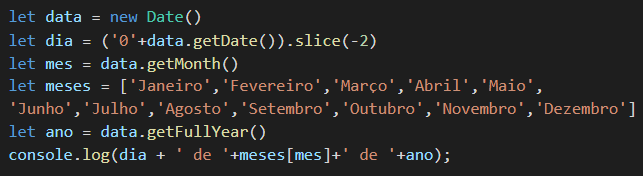 let data = new Date()
let dia = ('0'+data.getDate()).slice(-2)
let mes = data.getMonth()
let meses = ['Janeiro','Fevereiro','Março','Abril','Maio',
'Junho','Julho','Agosto','Setembro','Outubro','Novembro','Dezembro']
let ano = data.getFullYear()
console.log(dia + ' de '+meses[mes]+' de '+ano);